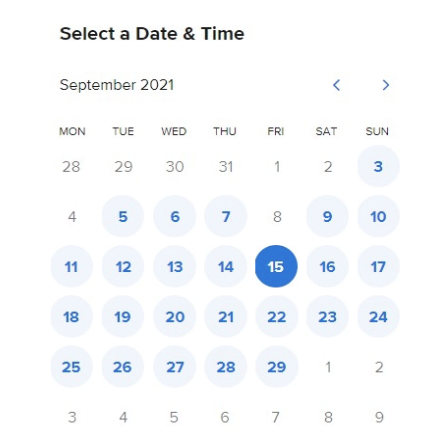 Select a Date & Time
September 2021
MON TUE WED THU FRI SAT SUN
28 29 30 31 1 2 3
4 5 6 7 8 9 10
11 12 13 14 15 16 17
18 19 20 21 22 23 24
25 26 27 28 29 1 2
3 4 5 6 7 8 9